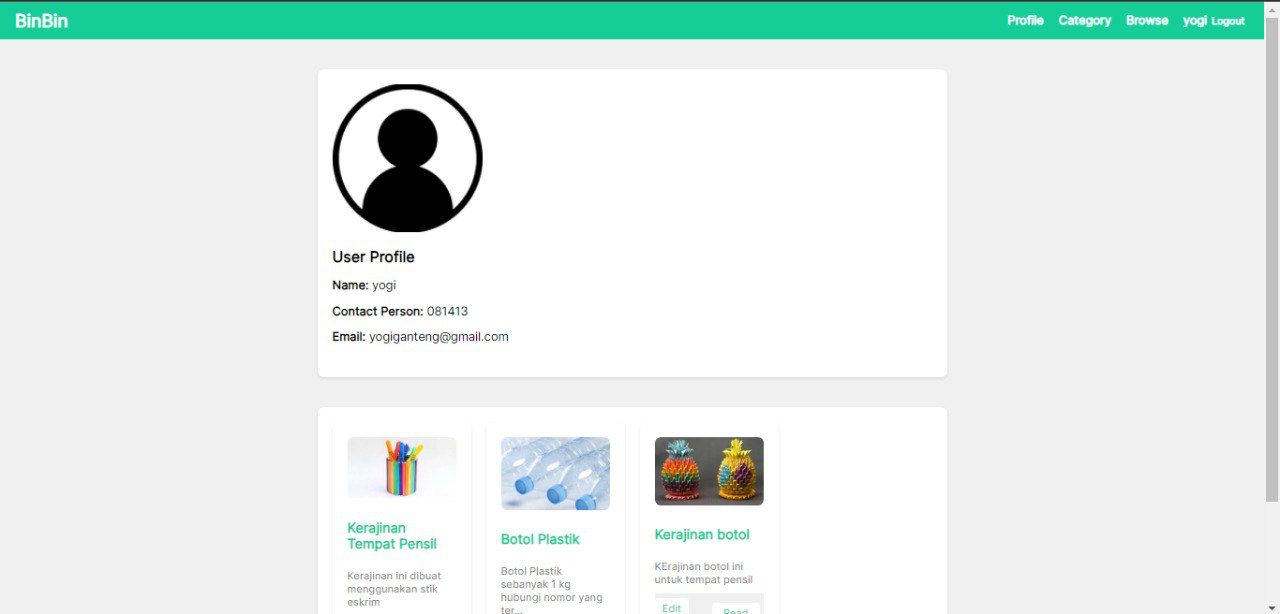 BinBin
Profile Category Browse yogi Logout
User Profile
Name: yogi
Contact Person: 081413
Email: yogiganteng@gmail.com
Kerajinan
Tempat Pensil
Kerajinan ini dibuat
menggunakan stik
eskrim
Botol Plastik
Botol Plastik
sebanyak 1 kg
hubungi nomor yang
ter...
Kerajinan botol
KErajinan botol ini
untuk tempat pensil
Edit
Read